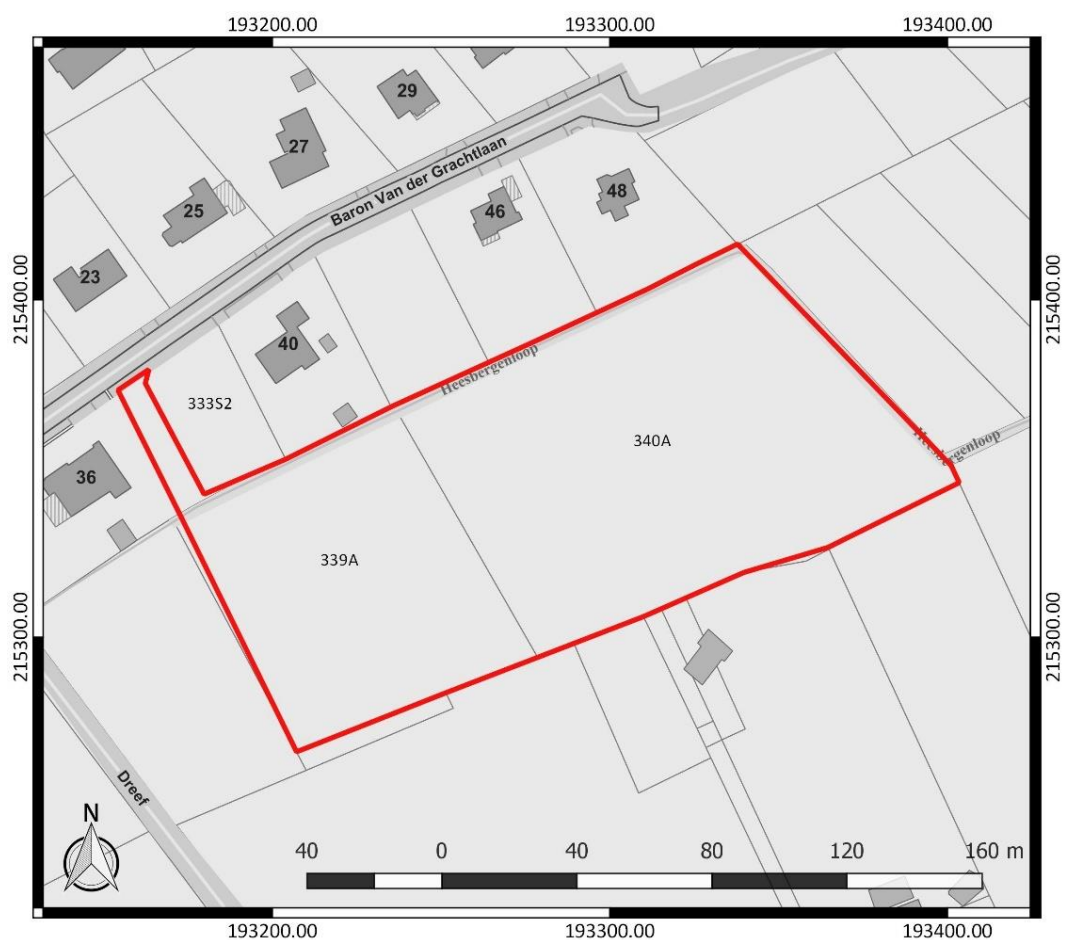 193200.00 193300.00 193400.00
29
27
Baron Van der Grachtlaan
25
48
46
23
215400.00
215400.00
40
Heesbergenloop
333S2
340A
Heesbergenloop
36
339A
215300.00
215300.00
Dreef
N
40 0 40 80 120 160 m
193200.00 193300.00 193400.00